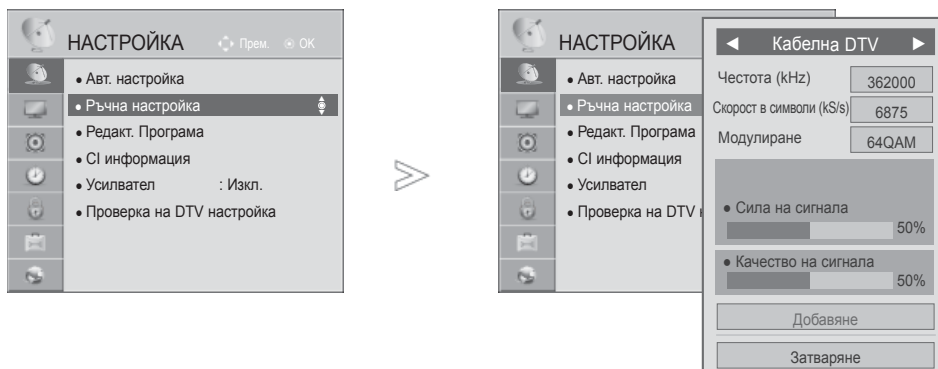 НАСТРОЙКА Прем. OK
• Авт. настройка
• Ръчна настройка
• Редакт. Програма
• CI информация
• Усилвател : Изкл.
• Проверка на DTV настройка
НАСТРОЙКА
• Авт. настройка
• Ръчна настройка
• Редакт. Програма
• CI информация
• Усилвател
• Проверка на DTV
◄ Кабелна DTV ►
Честота (kHz) 362000
Скорост в символи (kS/s) 6875
Модулиране 64QAM
• Сила на сигнала
50%
• Качество на сигнала
50%
Добавяне
Затваряне